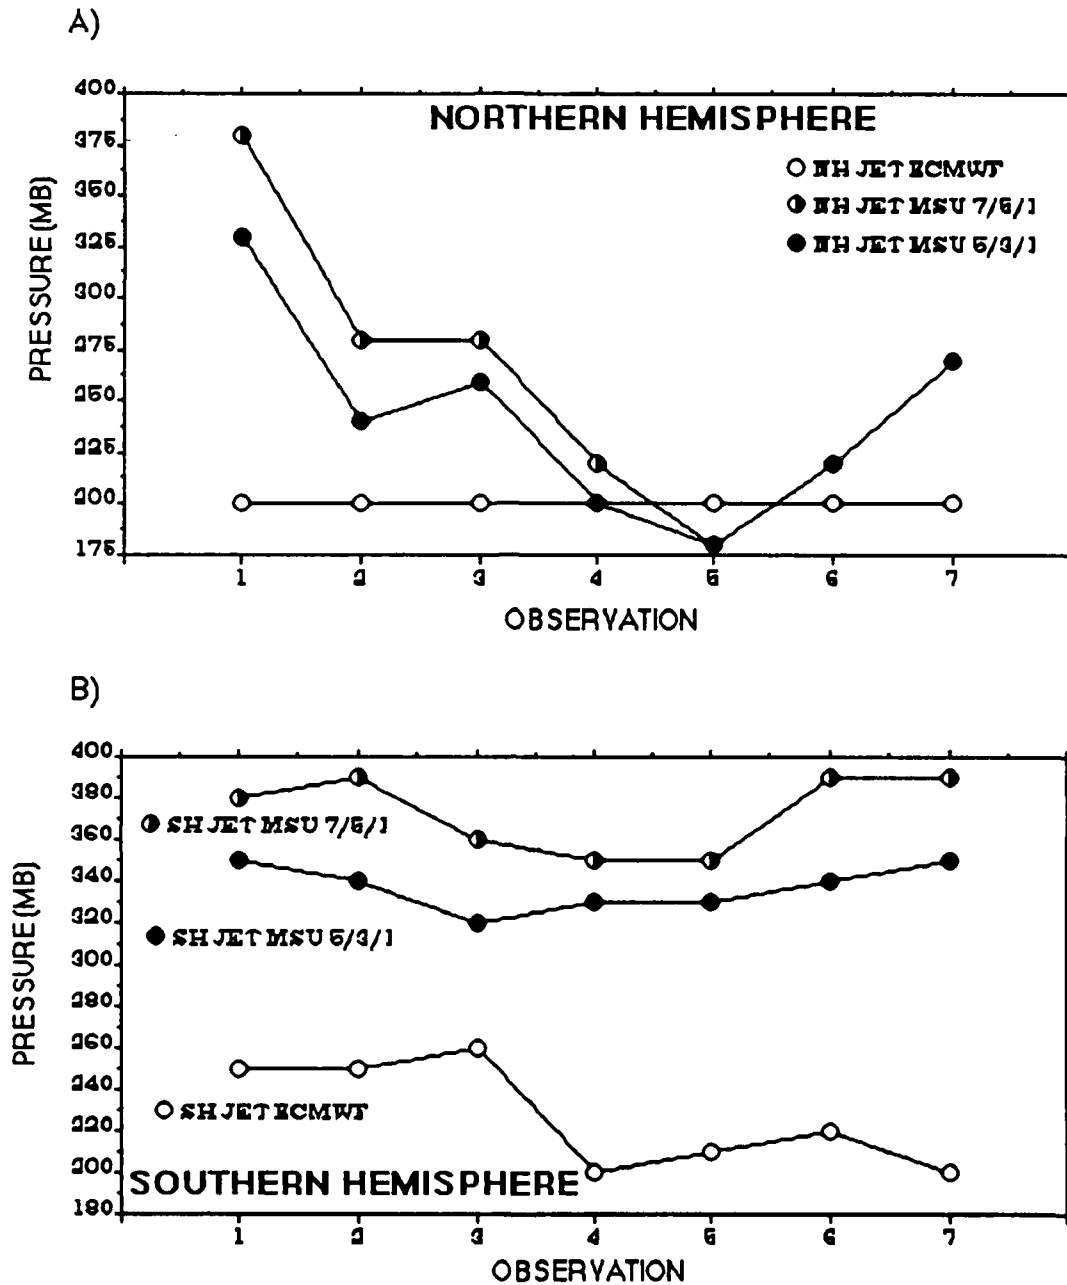 A)
NORTHERN HEMISPHERE
NH JET ECMWF
NH JET MSU 7/5/1
NH JET MSU 5/3/1
PRESSURE (MB)
400
375
350
325
300
275
250
225
200
175
1 2 3 4 5 6 7
OBSERVATION
B)
PRESSURE (MB)
400
380
360
340
320
300
280
260
240
220
200
180
SH JET MSU 7/5/1
SH JET MSU 5/3/1
SH JET ECMWF
SOUTHERN HEMISPHERE
1 2 3 4 5 6 7
OBSERVATION